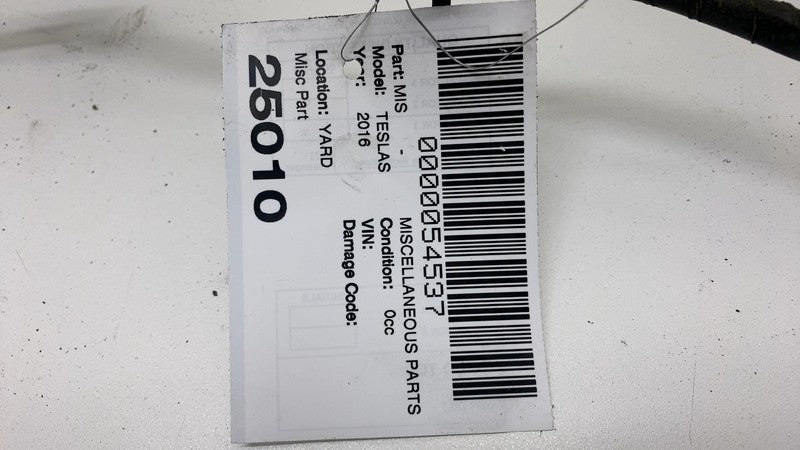 0000054537
Part: MIS - MISCELLANEOUS PARTS
Model: TESLAS Condition: 0cc
Year: 2016 VIN:
Damage Code:
Location: YARD
Misc Part
25010